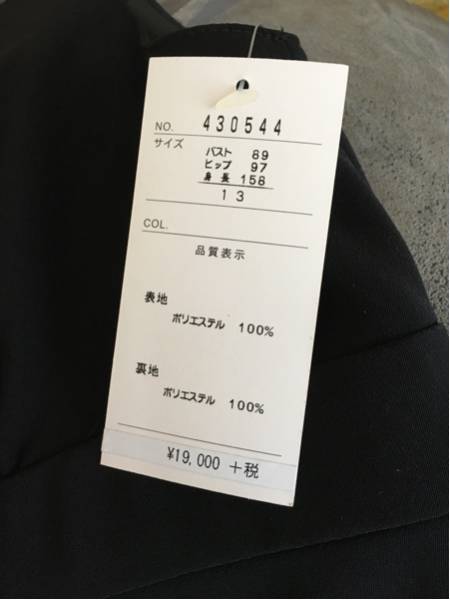 NO. 430544
サイズ
バスト 89
ヒップ 97
身長 158
13
COL.
品質表示
表地
ポリエステル 100%
裏地
ポリエステル 100%
¥19,000 +税